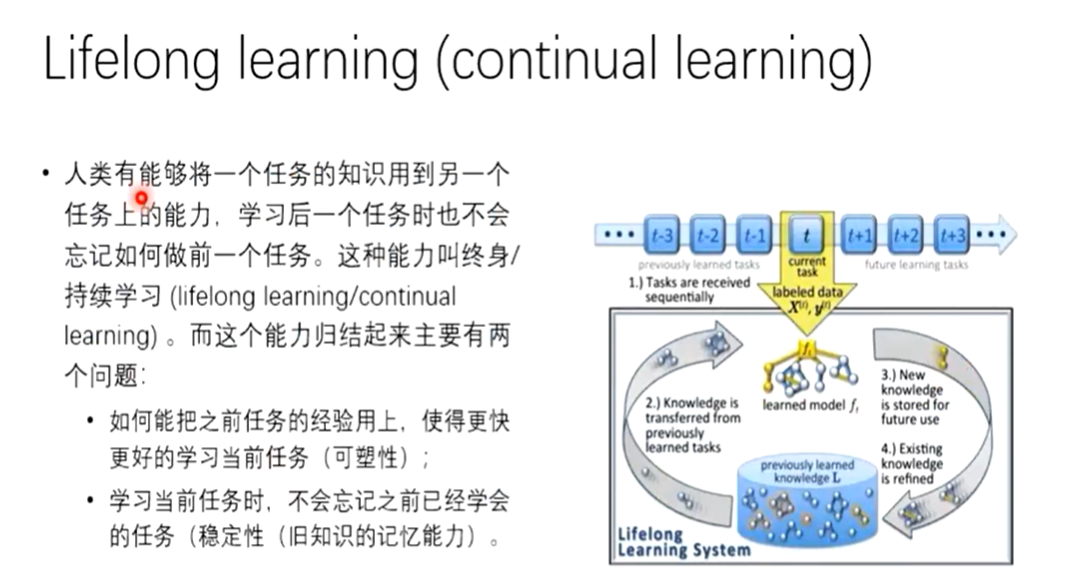 Lifelong learning (continual learning)
• 人类有能够将一个任务的知识用到另一个
任务上的能力，学习后一个任务时也不会
忘记如何做前一个任务。这种能力叫终身/
持续学习 (lifelong learning/continual
learning) 。而这个能力归结起来主要有两
个问题：
• 如何能把之前任务的经验用上，使得更快
更好的学习当前任务（可塑性）；
• 学习当前任务时，不会忘记之前已经学会
的任务（稳定性（旧知识的记忆能力）。
••• t-3 t-2 t-1 t t+1 t+2 t+3 •••
previously learned tasks
current
task
future learning tasks
1.) Tasks are received
sequentially
labeled data
X⁽ᵗ⁾, y⁽ᵗ⁾
fₜ
learned model fₜ
2.) Knowledge is
transferred from
previously
learned tasks
3.) New
knowledge
is stored for
future use
4.) Existing
knowledge
is refined
previously learned
knowledge L
Lifelong
Learning System